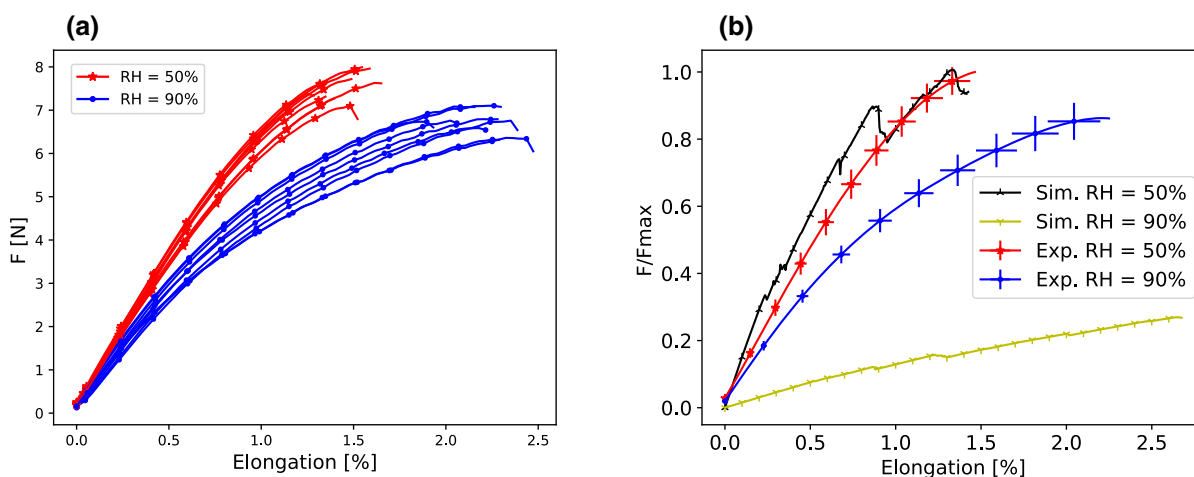 (a)
F [N]
8
7
6
5
4
3
2
1
0
RH = 50%
RH = 90%
0.0 0.5 1.0 1.5 2.0 2.5
Elongation [%]
(b)
F/Fmax
1.0
0.8
0.6
0.4
0.2
0.0
Sim. RH = 50%
Sim. RH = 90%
Exp. RH = 50%
Exp. RH = 90%
0.0 0.5 1.0 1.5 2.0 2.5
Elongation [%]